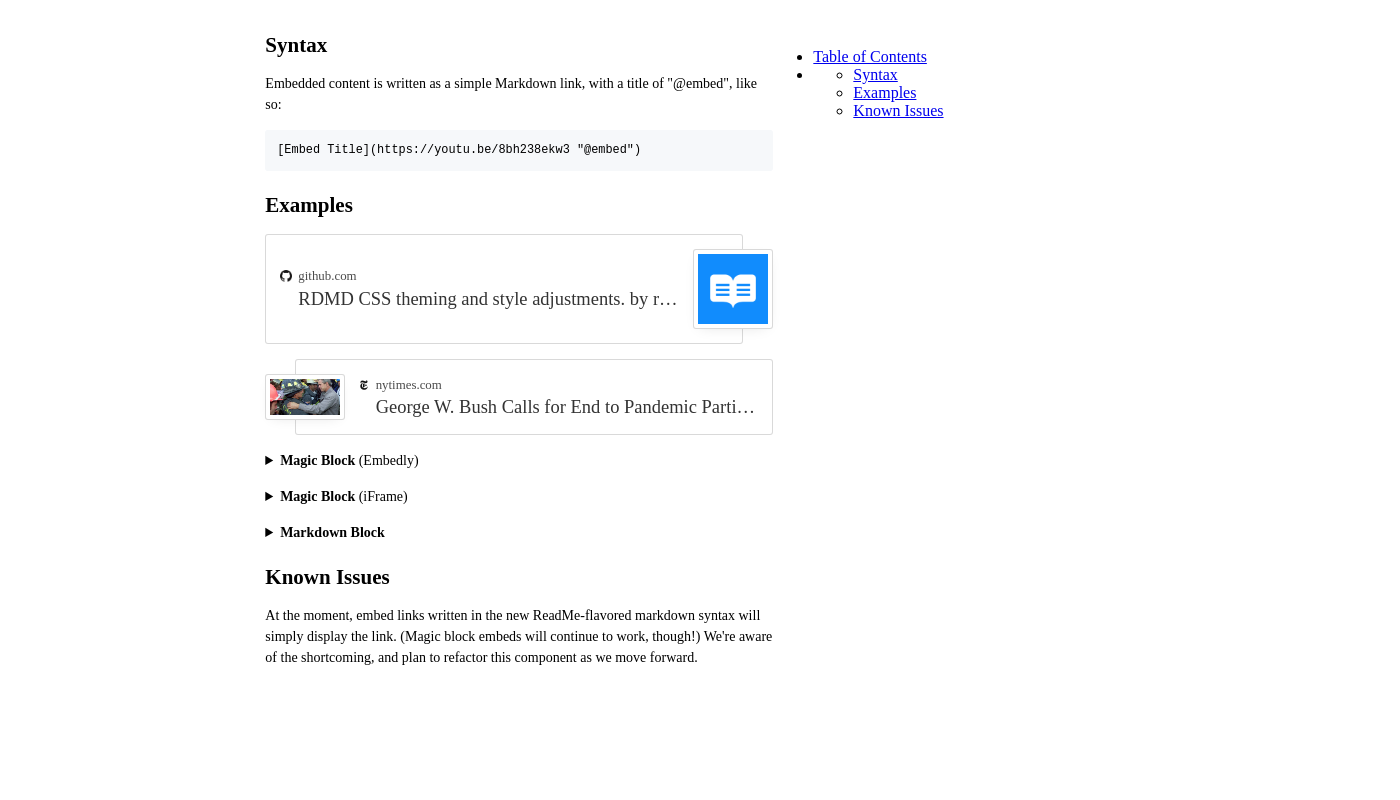 Syntax
Embedded content is written as a simple Markdown link, with a title of "@embed", like
so:
[Embed Title](https://youtu.be/8bh238ekw3 "@embed")
Examples
github.com
RDMD CSS theming and style adjustments. by r…
nytimes.com
George W. Bush Calls for End to Pandemic Parti…
Magic Block (Embedly)
Magic Block (iFrame)
Markdown Block
Known Issues
At the moment, embed links written in the new ReadMe-flavored markdown syntax will
simply display the link. (Magic block embeds will continue to work, though!) We're aware
of the shortcoming, and plan to refactor this component as we move forward.
Table of Contents
Syntax
Examples
Known Issues